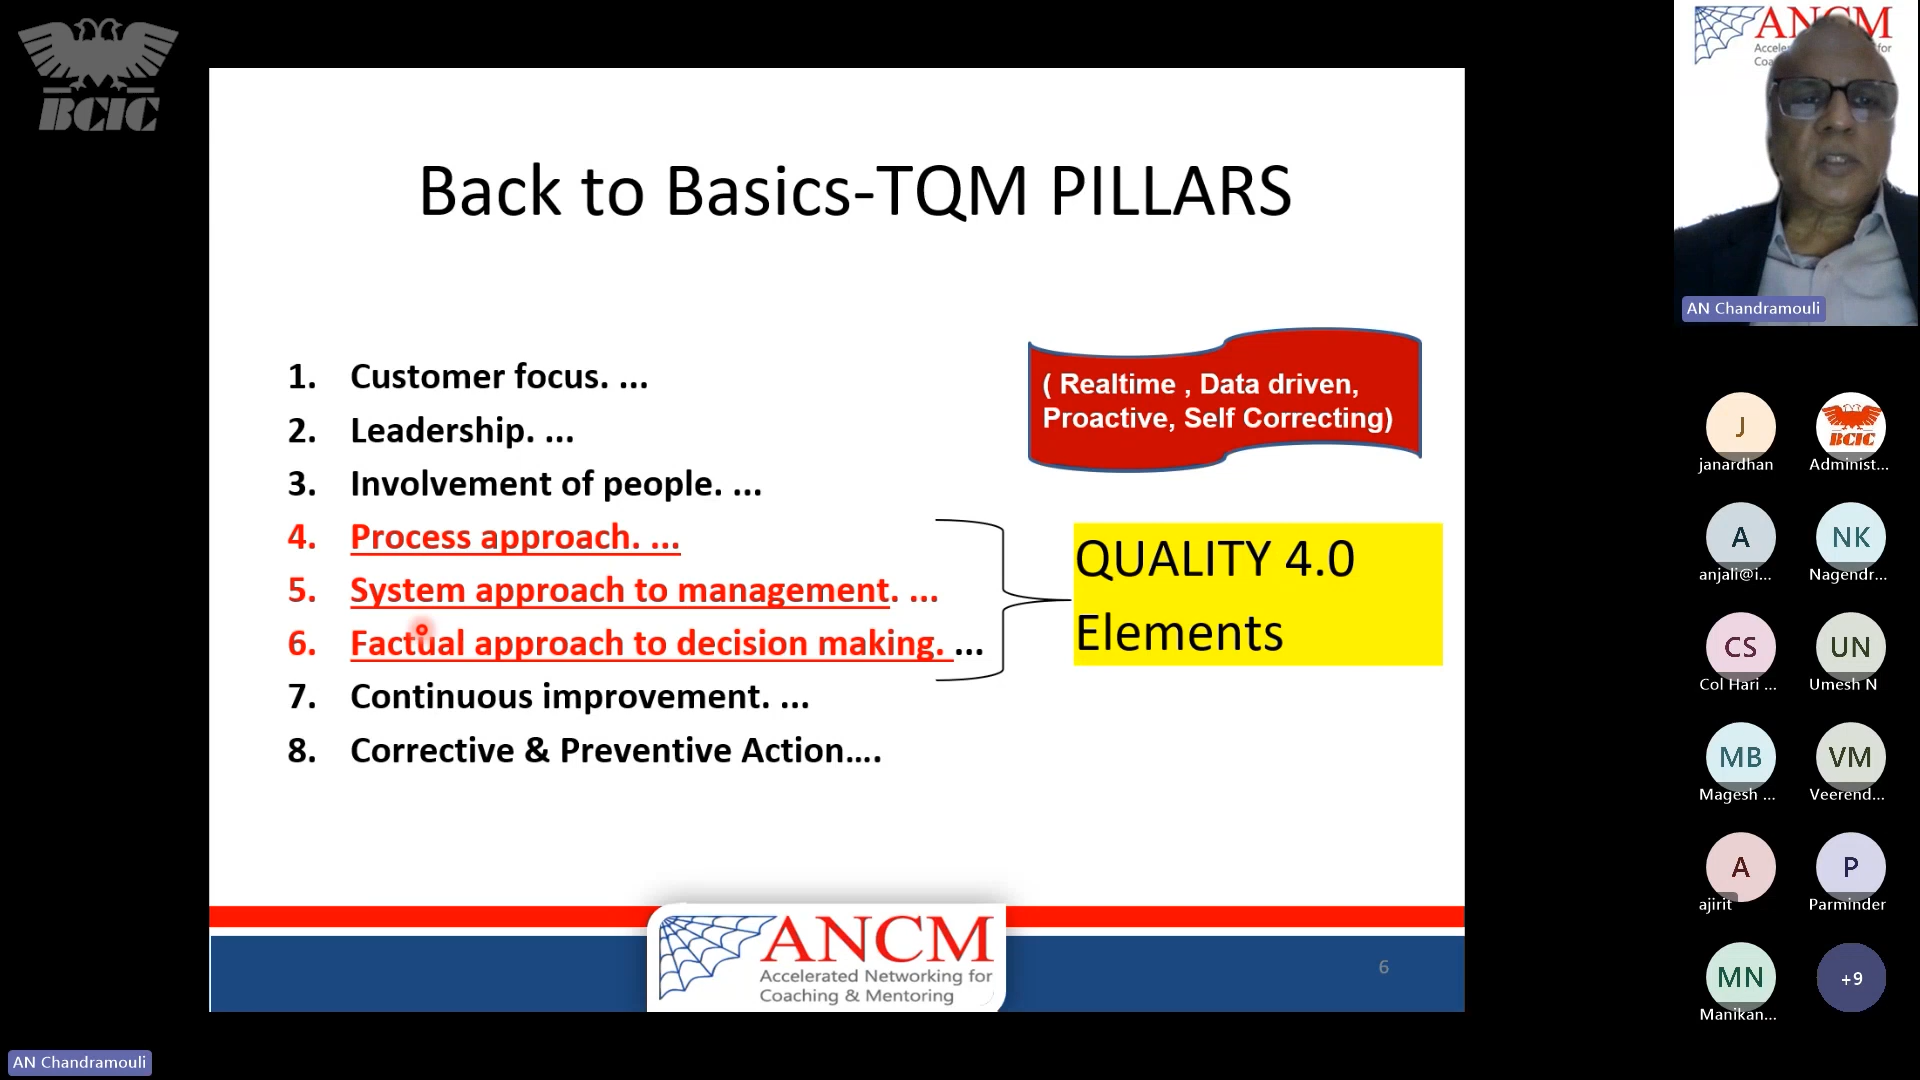 BCIC
Back to Basics-TQM PILLARS
1. Customer focus. ...
2. Leadership. ...
3. Involvement of people. ...
4. Process approach. ...
5. System approach to management. ...
6. Factual approach to decision making. ...
7. Continuous improvement. ...
8. Corrective & Preventive Action….
( Realtime , Data driven,
Proactive, Self Correcting)
QUALITY 4.0
Elements
ANCM
Accelerated Networking for
Coaching & Mentoring
6
AN Chandramouli
ANCM
for
AN Chandramouli
J
janardhan
BCIC
Administ...
A
anjali@i...
NK
Nagendr...
CS
Col Hari ...
UN
Umesh N
MB
Magesh ...
VM
Veerend...
A
ajirit
P
Parminder
MN
Manikan...
+9